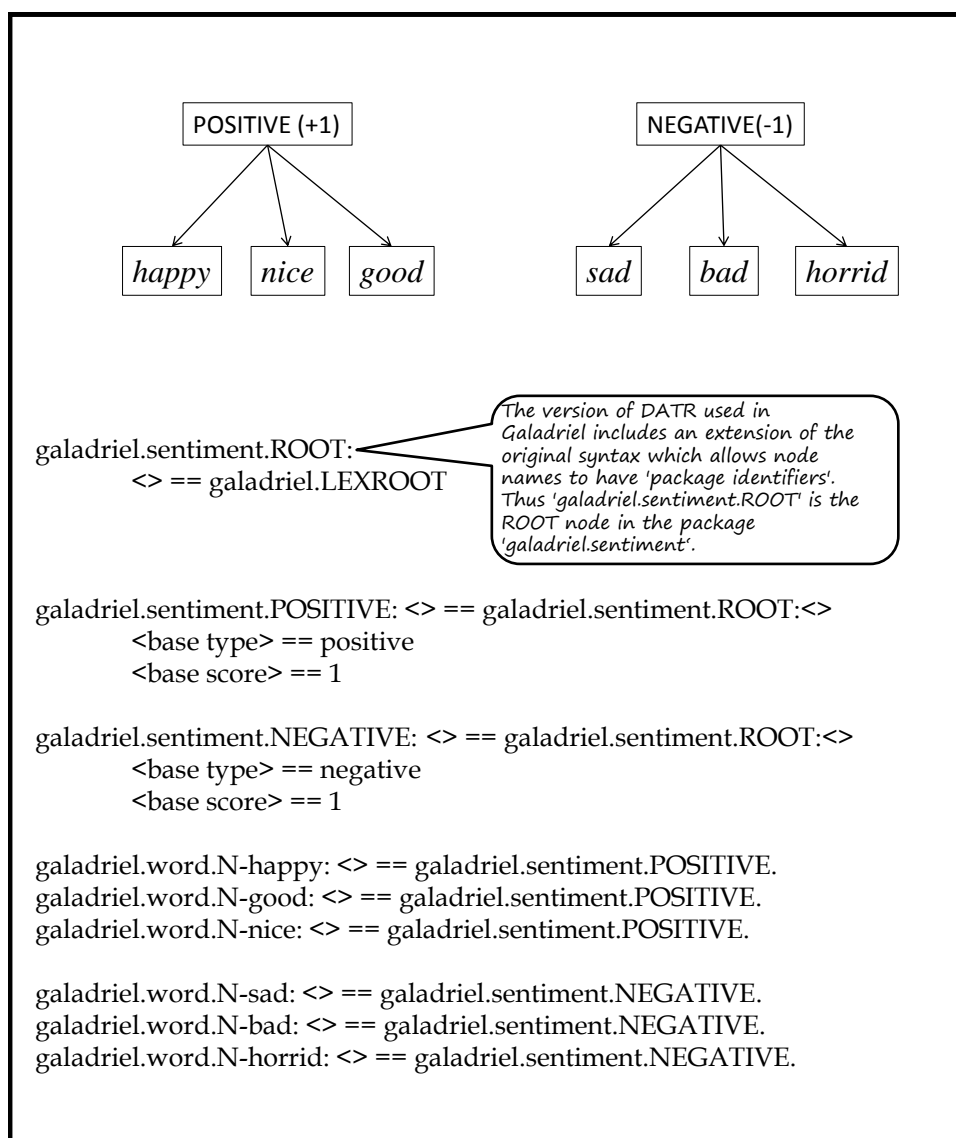 POSITIVE (+1) NEGATIVE(-1)
happy nice good sad bad horrid
The version of DATR used in
Galadriel includes an extension of the
original syntax which allows node
names to have 'package identifiers'.
Thus 'galadriel.sentiment.ROOT' is the
ROOT node in the package
'galadriel.sentiment‘.
galadriel.sentiment.ROOT:
<> == galadriel.LEXROOT
galadriel.sentiment.POSITIVE: <> == galadriel.sentiment.ROOT:<>
<base type> == positive
<base score> == 1
galadriel.sentiment.NEGATIVE: <> == galadriel.sentiment.ROOT:<>
<base type> == negative
<base score> == 1
galadriel.word.N-happy: <> == galadriel.sentiment.POSITIVE.
galadriel.word.N-good: <> == galadriel.sentiment.POSITIVE.
galadriel.word.N-nice: <> == galadriel.sentiment.POSITIVE.
galadriel.word.N-sad: <> == galadriel.sentiment.NEGATIVE.
galadriel.word.N-bad: <> == galadriel.sentiment.NEGATIVE.
galadriel.word.N-horrid: <> == galadriel.sentiment.NEGATIVE.